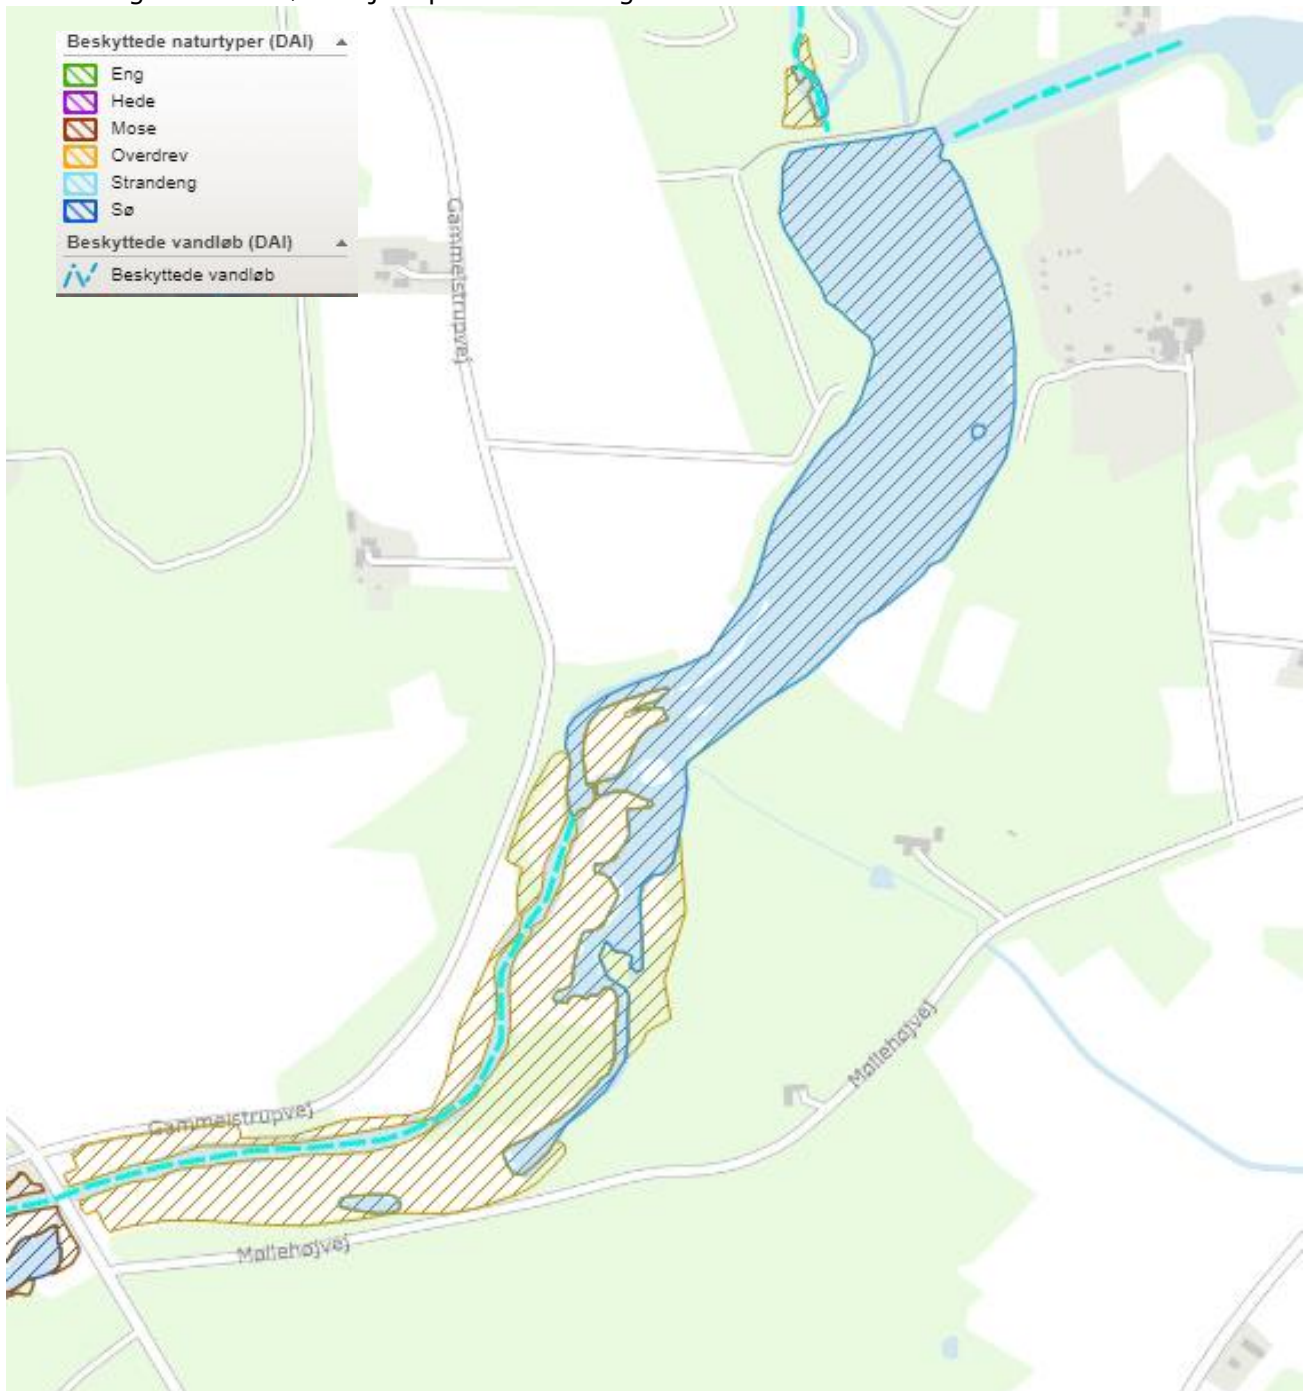 Beskyttede naturtyper (DAI)
Eng
Hede
Mose
Overdrev
Strandeng
Sø
Beskyttede vandløb (DAI)
Beskyttede vandløb
Gammelstrupvej
Gammelstrupvej
Møllehøjvej
Møllehøjvej